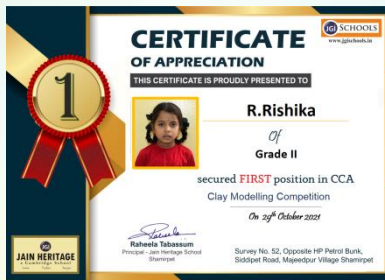 CERTIFICATE
OF APPRECIATION
THIS CERTIFICATE IS PROUDLY PRESENTED TO
JGI SCHOOLS
www.jgischools.in
1
R.Rishika
Of
Grade II
secured FIRST position in CCA
Clay Modelling Competition
On 29th October 2021
Raheela Tabassum
Principal - Jain Heritage School
Shamirpet
Survey No. 52, Opposite HP Petrol Bunk,
Siddipet Road, Majeedpur Village Shamirpet
JGI
JAIN HERITAGE
a Cambridge School